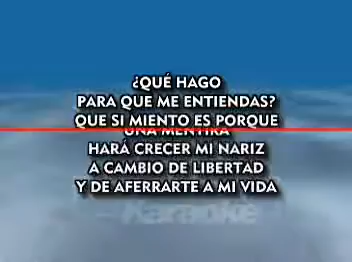 ¿QUÉ HAGO
PARA QUE ME ENTIENDAS?
QUE SI MIENTO ES PORQUE
UNA MENTIRA
HARÁ CRECER MI NARIZ
A CAMBIO DE LIBERTAD
Y DE AFERRARTE A MI VIDA
Karaoke